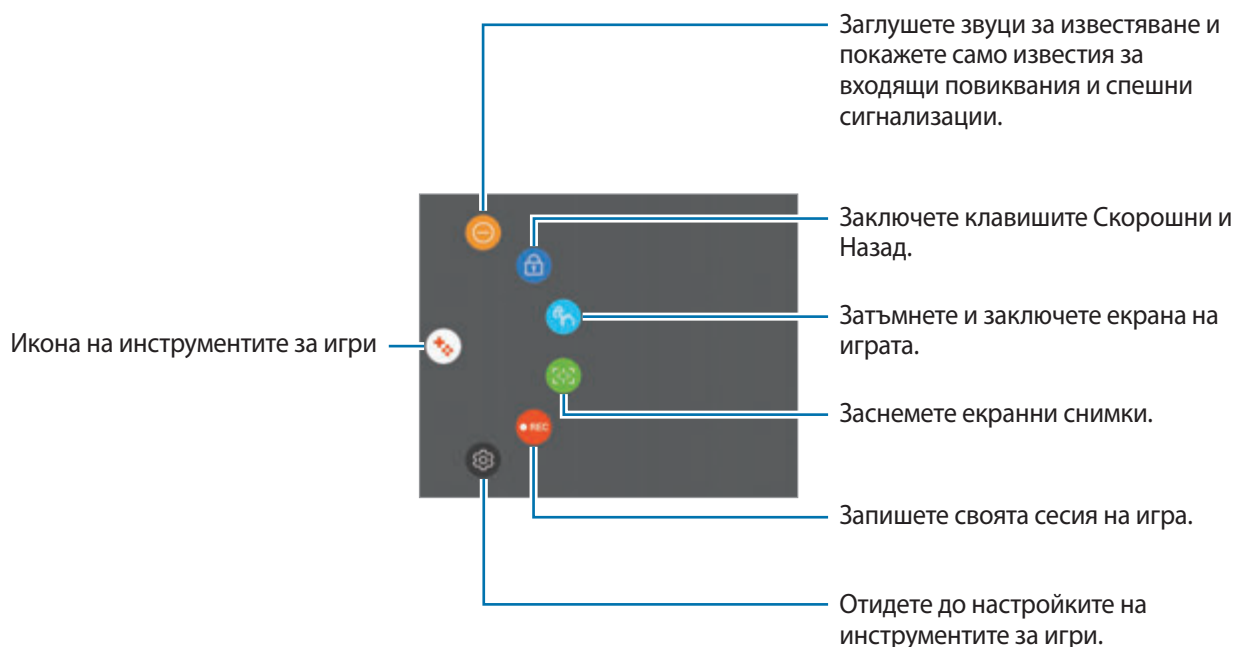 Заглушете звуци за известяване и
покажете само известия за
входящи повиквания и спешни
сигнализации.
Заключете клавишите Скорошни и
Назад.
Затъмнете и заключете екрана на
играта.
Икона на инструментите за игри
Заснемете екранни снимки.
REC
Запишете своята сесия на игра.
Отидете до настройките на
инструментите за игри.